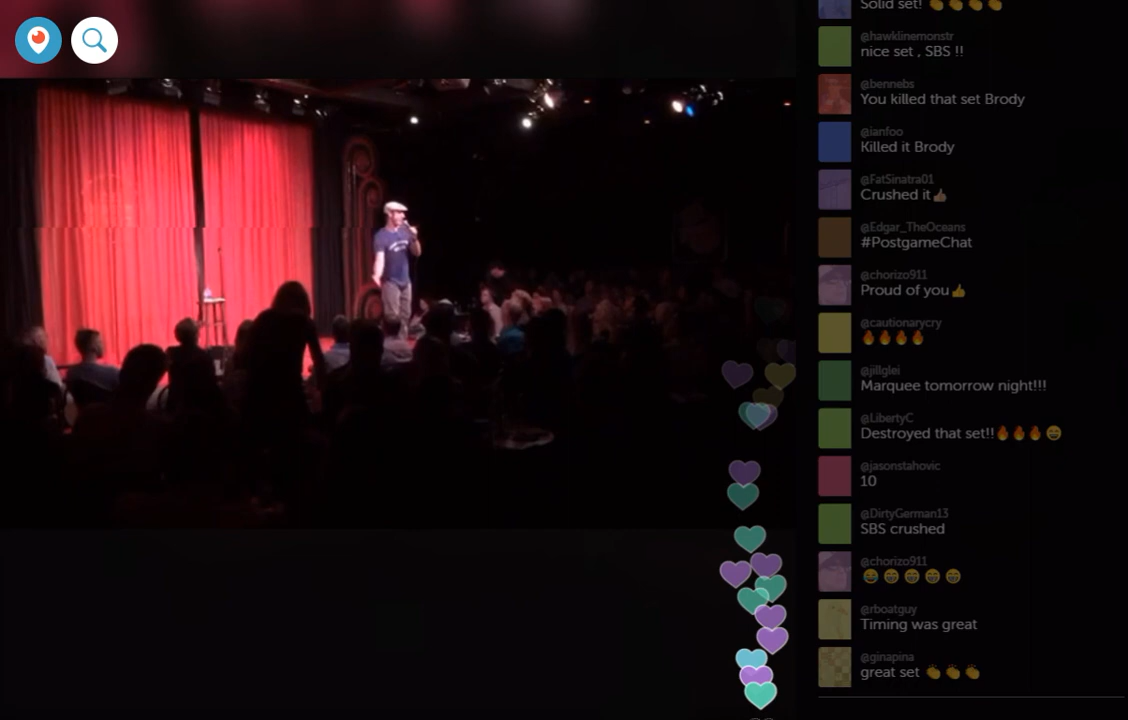 Solid set! 👏👏👏👏
@hawklinemonstr
nice set , SBS !!
@bennebs
You killed that set Brody
@ianfoo
Killed it Brody
@FatSinatra01
Crushed it👍
@Edgar_TheOceans
#PostgameChat
@chorizo911
Proud of you👍
@cautionarycry
🔥🔥🔥🔥
@jillglei
Marquee tomorrow night!!!
@LibertyC
Destroyed that set!!🔥🔥🔥😄
@jasonstahovic
10
@DirtyGerman13
SBS crushed
@chorizo911
😂😁😁😁😁
@rboatguy
Timing was great
@ginapina
great set 👏👏👏